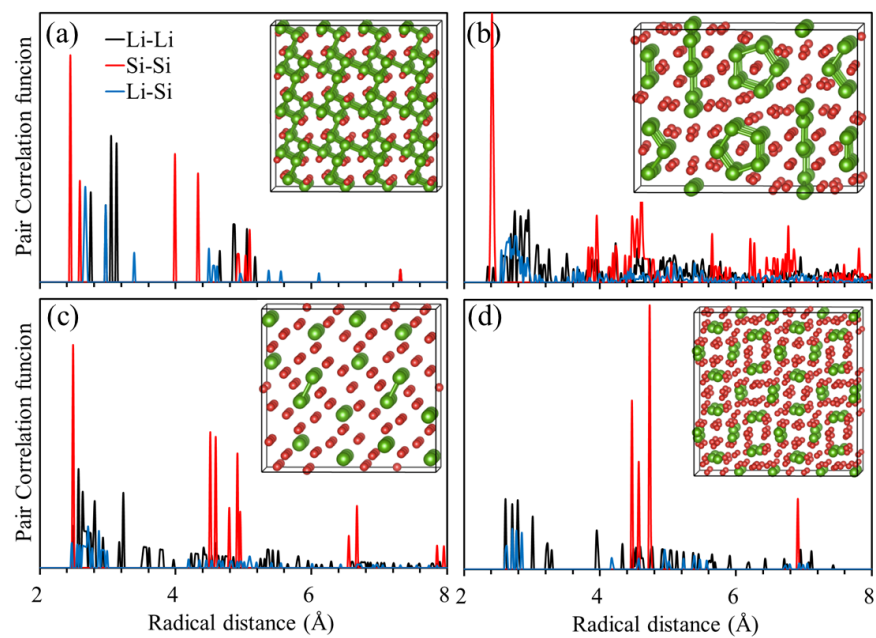 (a)
Li-Li
Si-Si
Li-Si
(b)
Pair Correlation funcion
(c)
(d)
Pair Correlation funcion
2 4 6 8
2 4 6 8
Radical distance (Å)
Radical distance (Å)